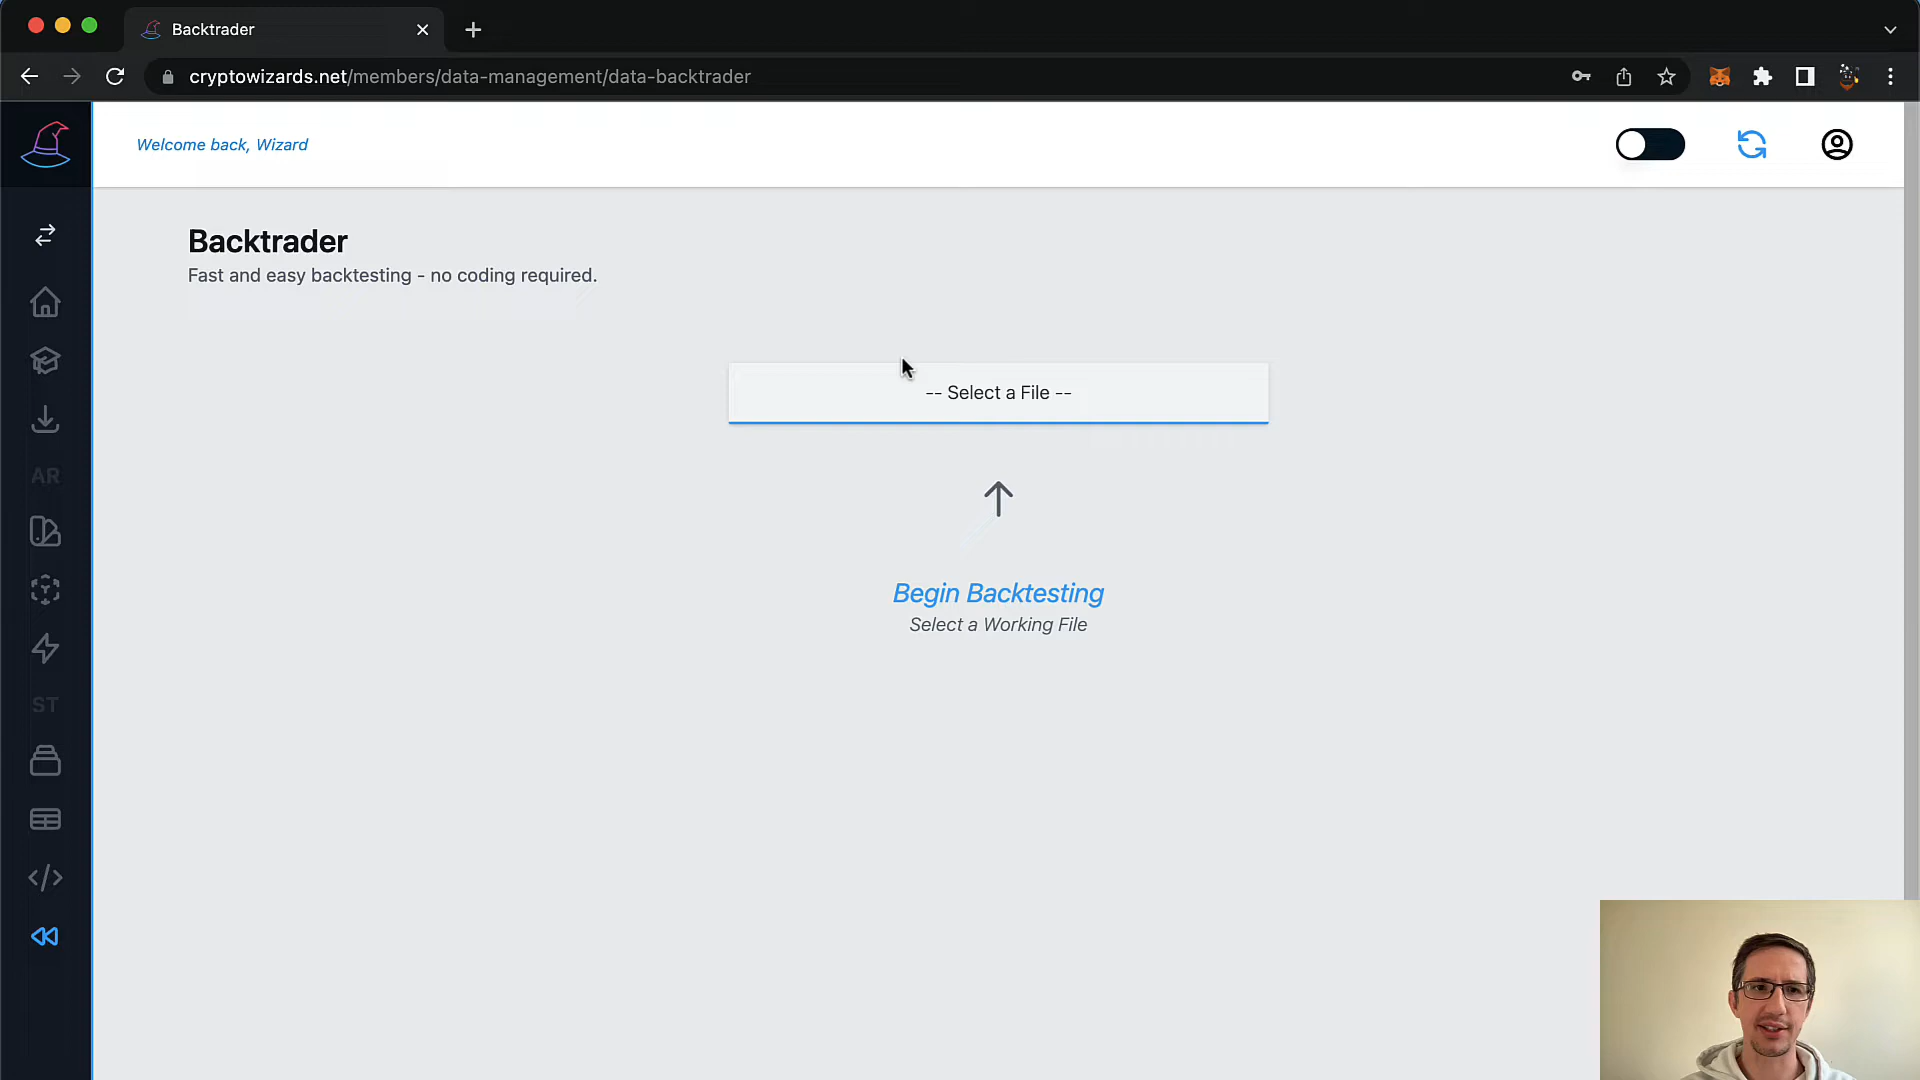 Backtrader
cryptowizards.net/members/data-management/data-backtrader
Welcome back, Wizard
Backtrader
Fast and easy backtesting - no coding required.
-- Select a File --
Begin Backtesting
Select a Working File
AR
ST